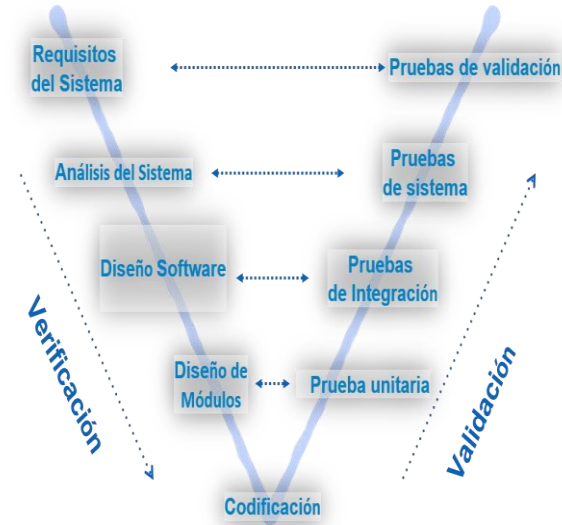 Requisitos
del Sistema
Pruebas de validación
Análisis del Sistema
Pruebas
de sistema
Diseño Software
Pruebas
de Integración
Diseño de
Módulos
Prueba unitaria
Codificación
Verificación
Validación